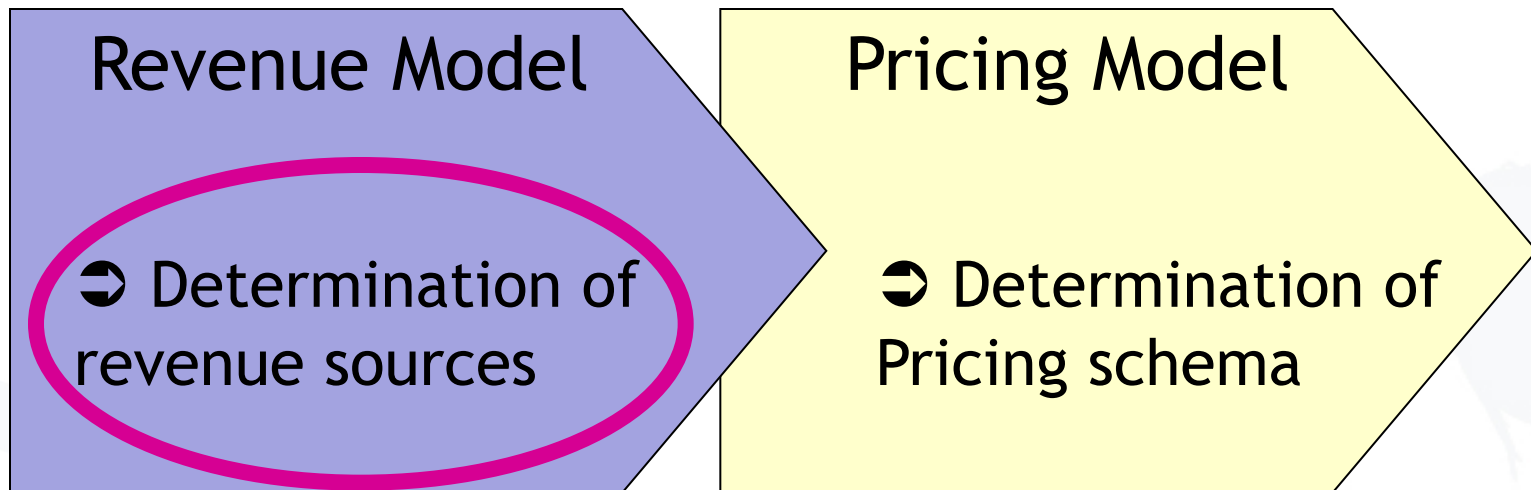 Revenue Model
➲ Determination of
revenue sources
Pricing Model
➲ Determination of
Pricing schema